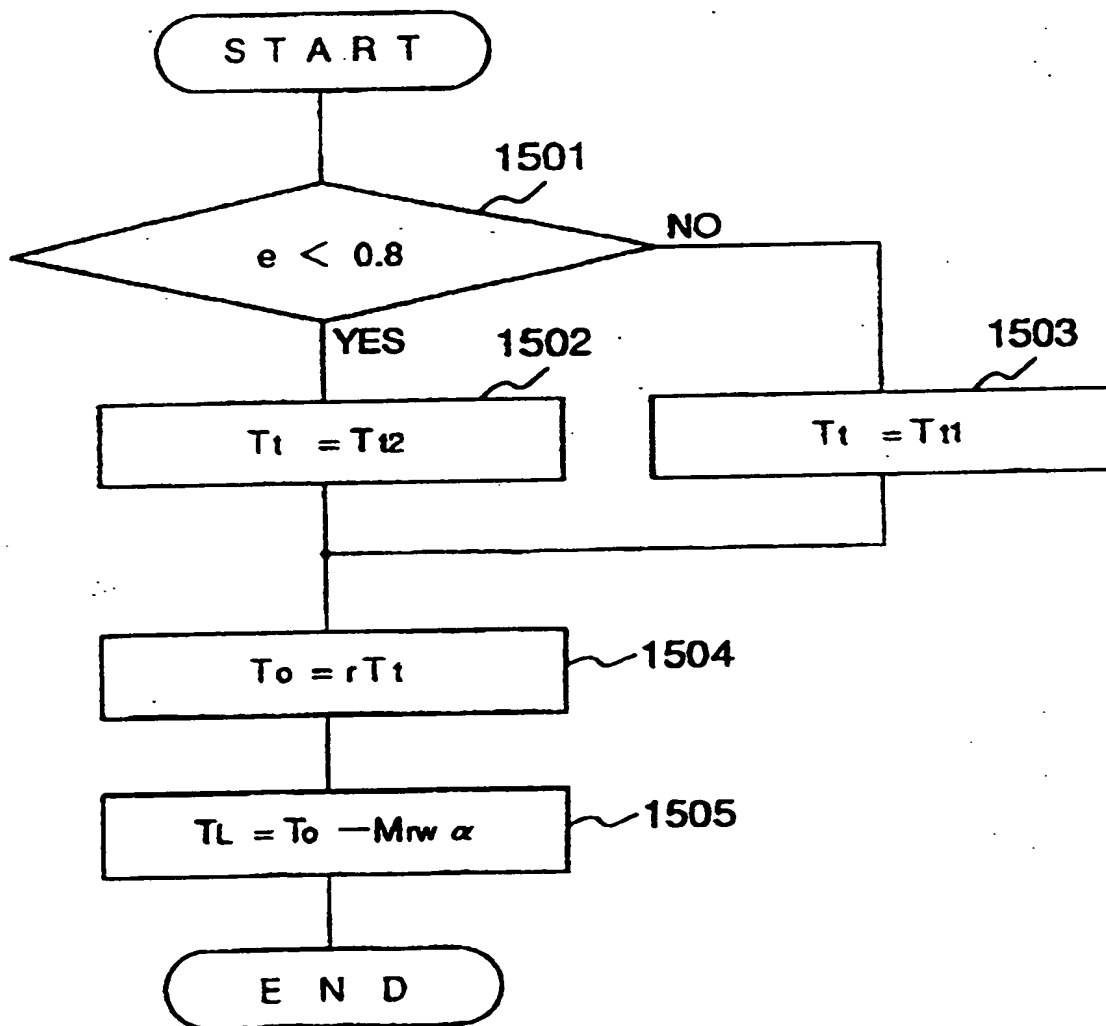 START
1501
NO
e < 0.8
YES
1502
1503
Tt = Tt2
Tt = Tt1
To = rTt
1504
TL = To − Mrw α
1505
END